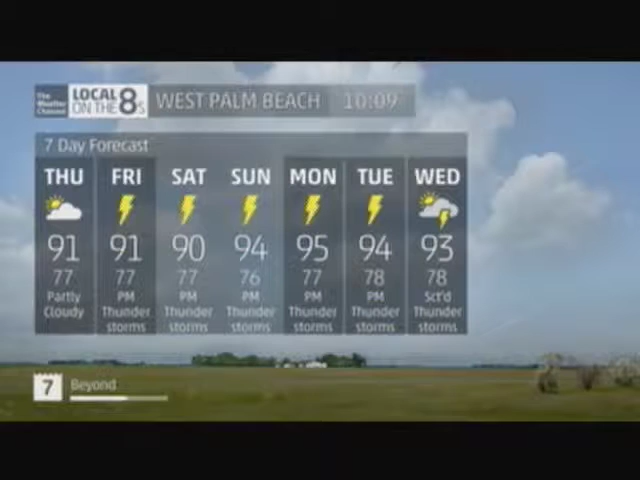 The Weather Channel
LOCAL ON THE 8s
WEST PALM BEACH 10:09
7 Day Forecast
THU FRI SAT SUN MON TUE WED
91 91 90 94 95 94 93
77 77 77 76 77 78 78
Partly PM PM PM PM PM Sct'd
Cloudy Thunder Thunder Thunder Thunder Thunder Thunder
storms storms storms storms storms storms
7 Beyond